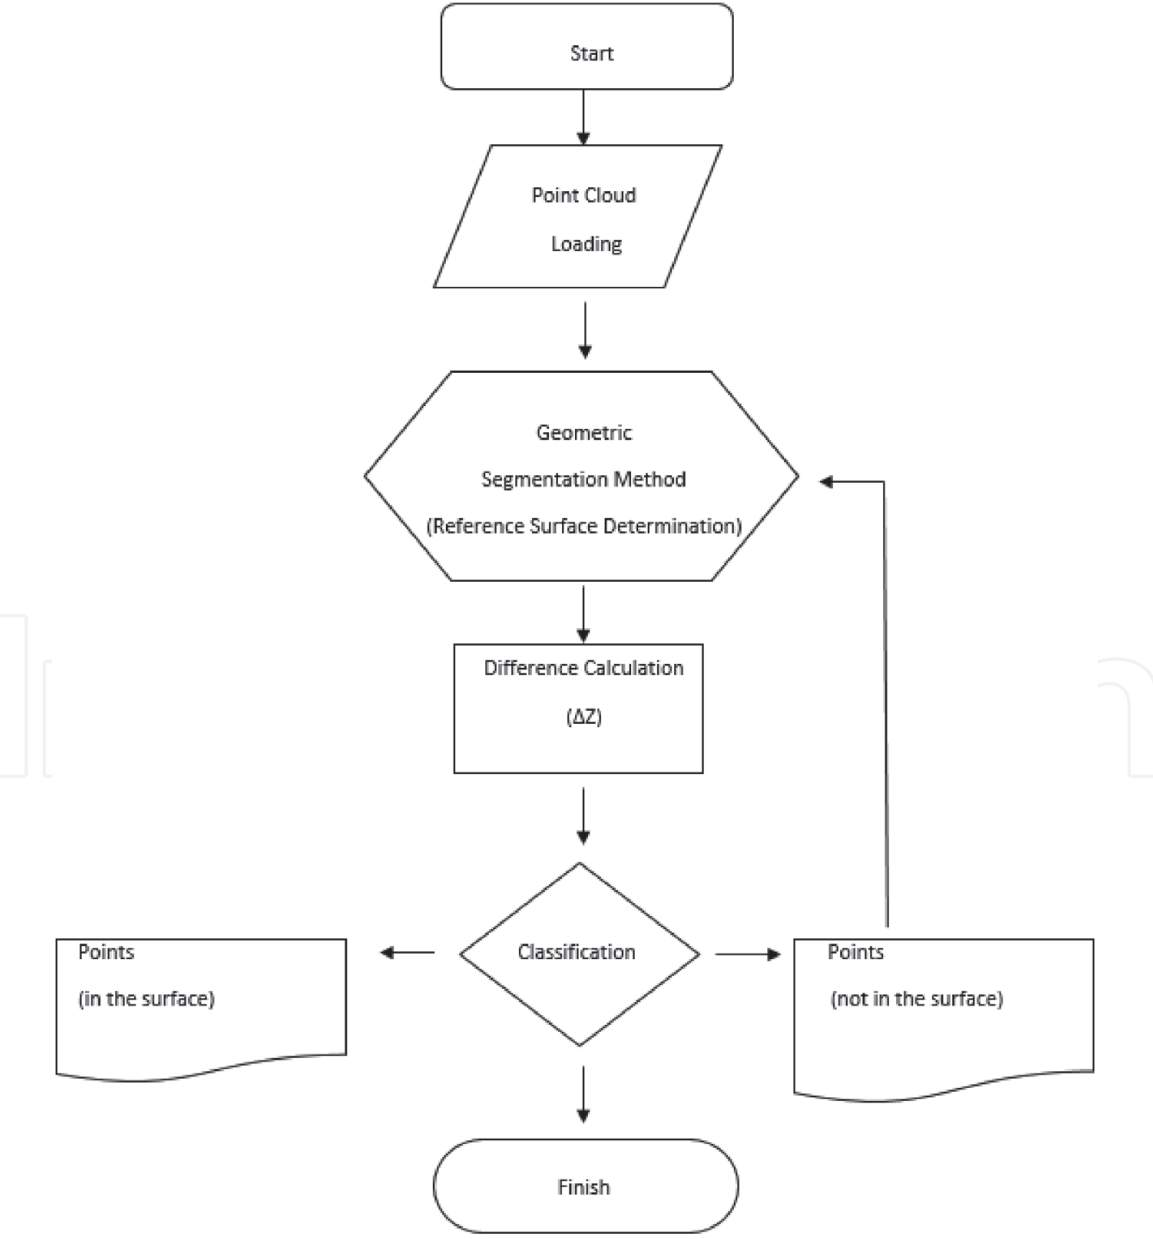 Start
Point Cloud
Loading
Geometric
Segmentation Method
(Reference Surface Determination)
Difference Calculation
(ΔZ)
Classification
Points
(in the surface)
Points
(not in the surface)
Finish